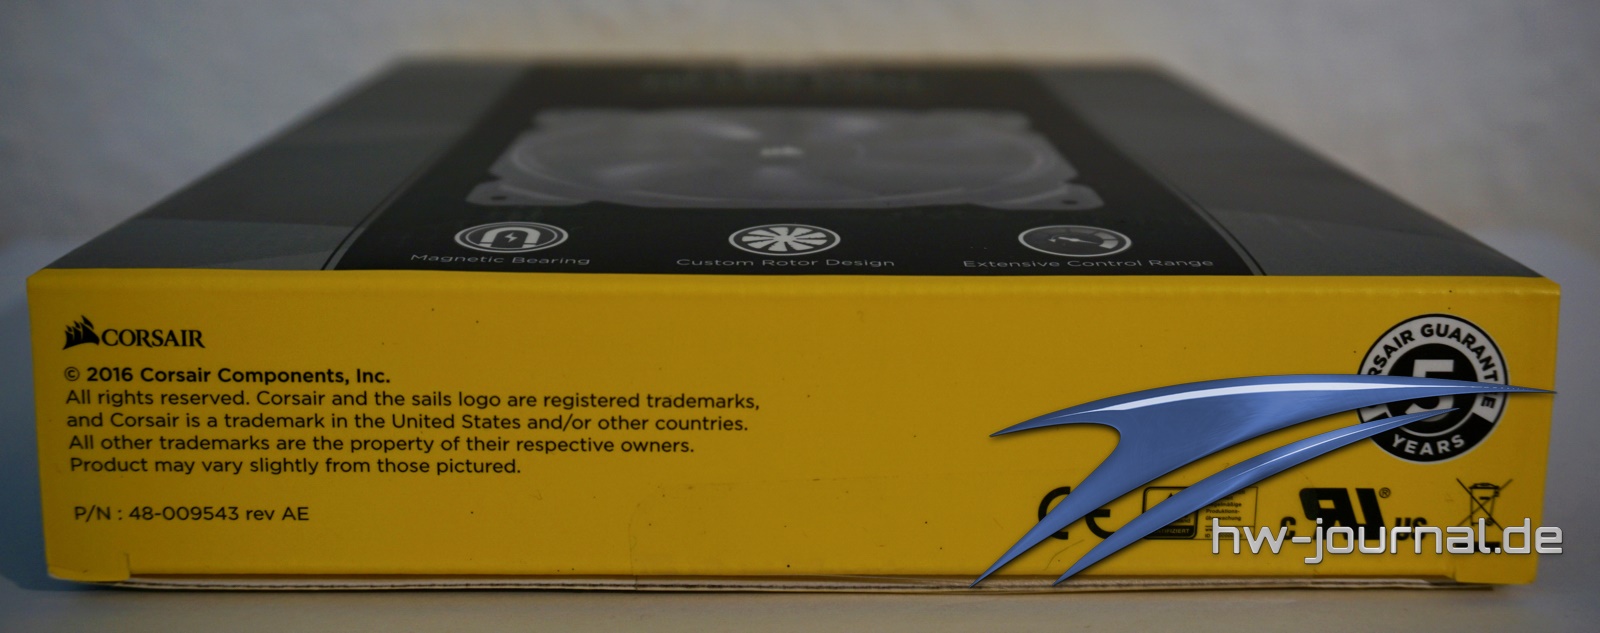 Magnetic Bearing
Custom Rotor Design
Extensive Control Range
CORSAIR
© 2016 Corsair Components, Inc.
All rights reserved. Corsair and the sails logo are registered trademarks,
and Corsair is a trademark in the United States and/or other countries.
All other trademarks are the property of their respective owners.
Product may vary slightly from those pictured.
P/N : 48-009543 rev AE
5
YEARS
CE
c RU® US
hw-journal.de